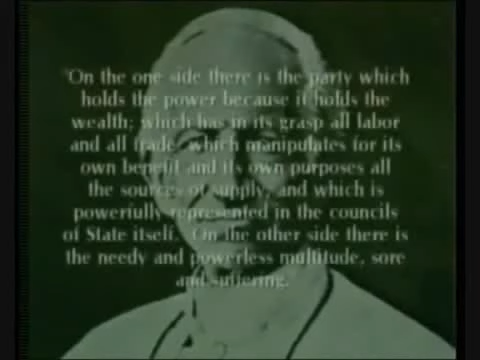 "On the one side there is the party which
holds the power because it holds the
wealth; which has in its grasp all labor
and all trade; which manipulates for its
own benefit and its own purposes all
the sources of supply, and which is
powerfully represented in the councils
of State itself. On the other side there is
the needy and powerless multitude, sore
and suffering.